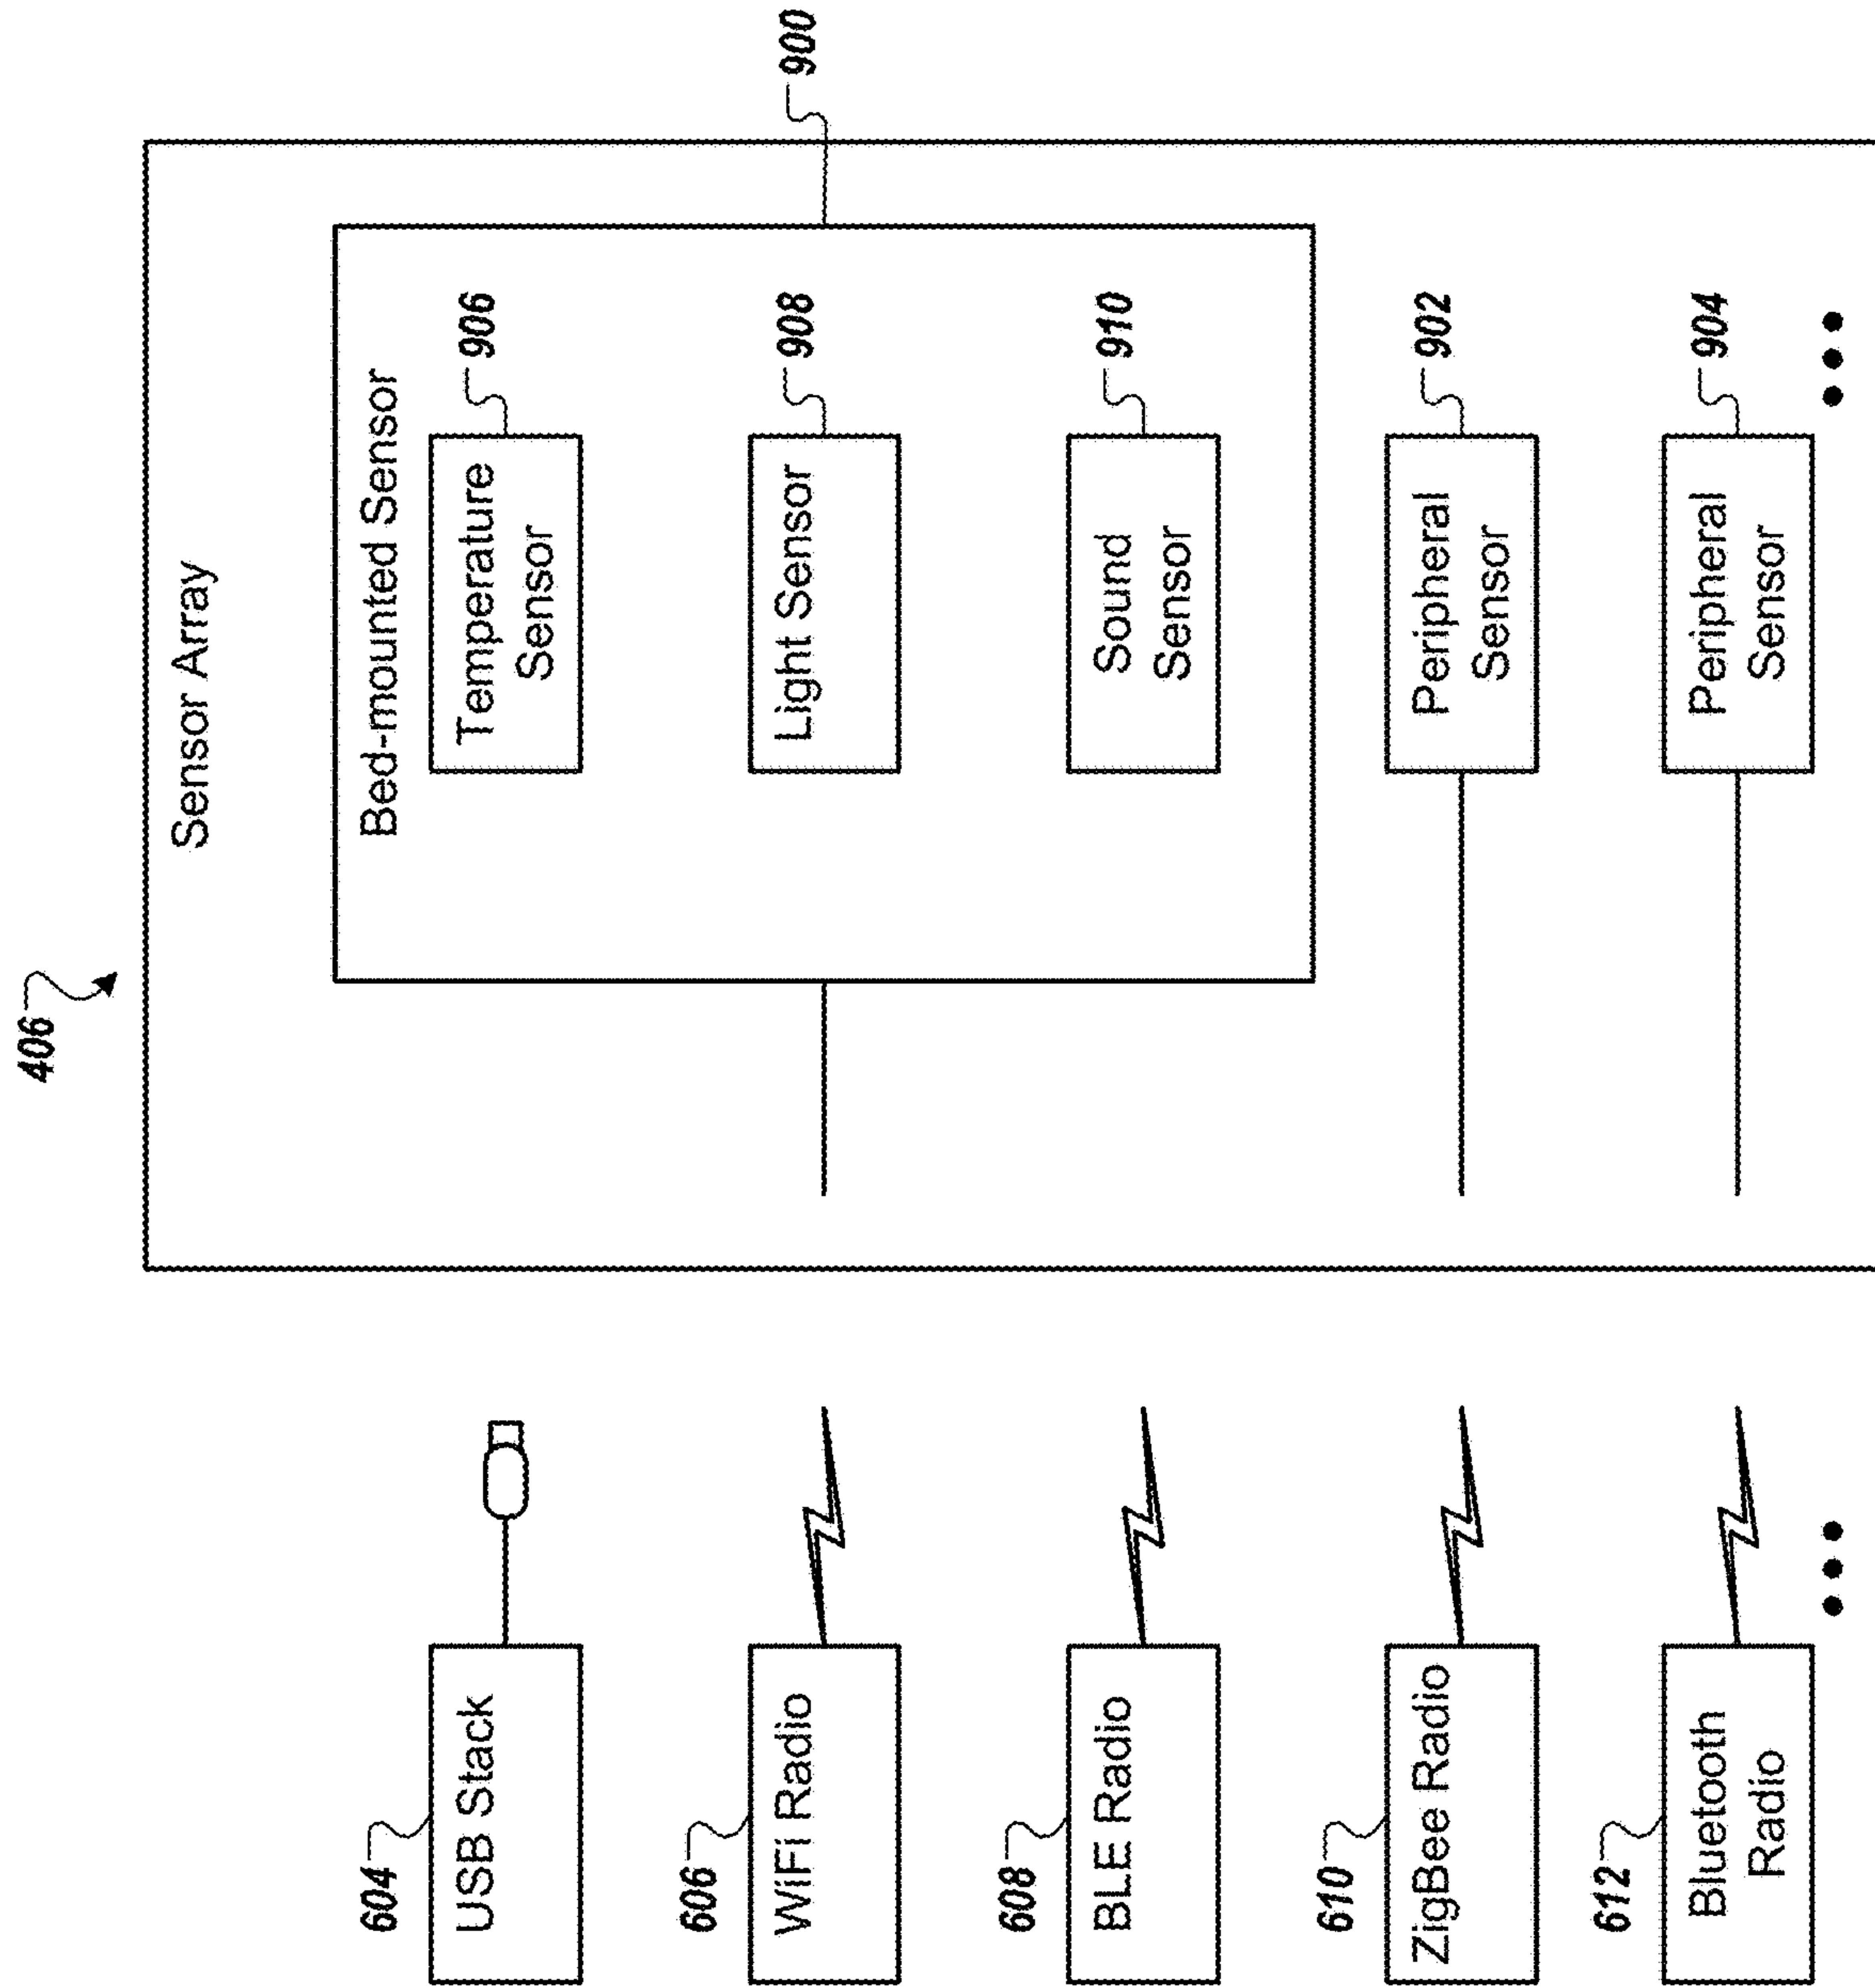 406
Sensor Array
604
Bed-mounted Sensor
USB Stack
Temperature
Sensor
906
606
WiFi Radio
Light Sensor
908
900
608
BLE Radio
Sound
Sensor
910
610
ZigBee Radio
Peripheral
Sensor
902
612
Bluetooth
Radio
Peripheral
Sensor
904